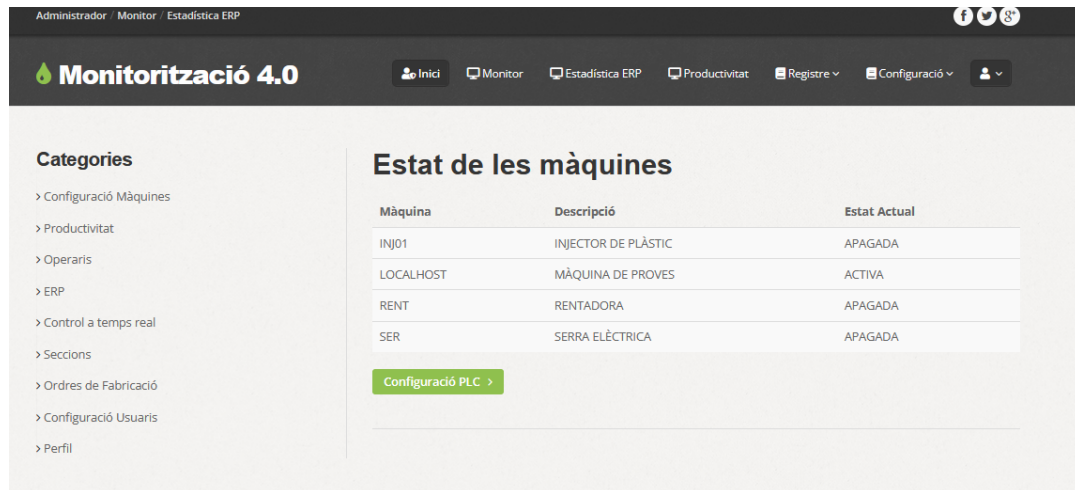 Administrador / Monitor / Estadística ERP
Monitorització 4.0
Inici Monitor Estadística ERP Productivitat Registre Configuració
Categories
Configuració Màquines
Productivitat
Operaris
ERP
Control a temps real
Seccions
Ordres de Fabricació
Configuració Usuaris
Perfil
Estat de les màquines
Màquina Descripció Estat Actual
INJ01 INJECTOR DE PLÀSTIC APAGADA
LOCALHOST MÀQUINA DE PROVES ACTIVA
RENT RENTADORA APAGADA
SER SERRA ELÈCTRICA APAGADA
Configuració PLC